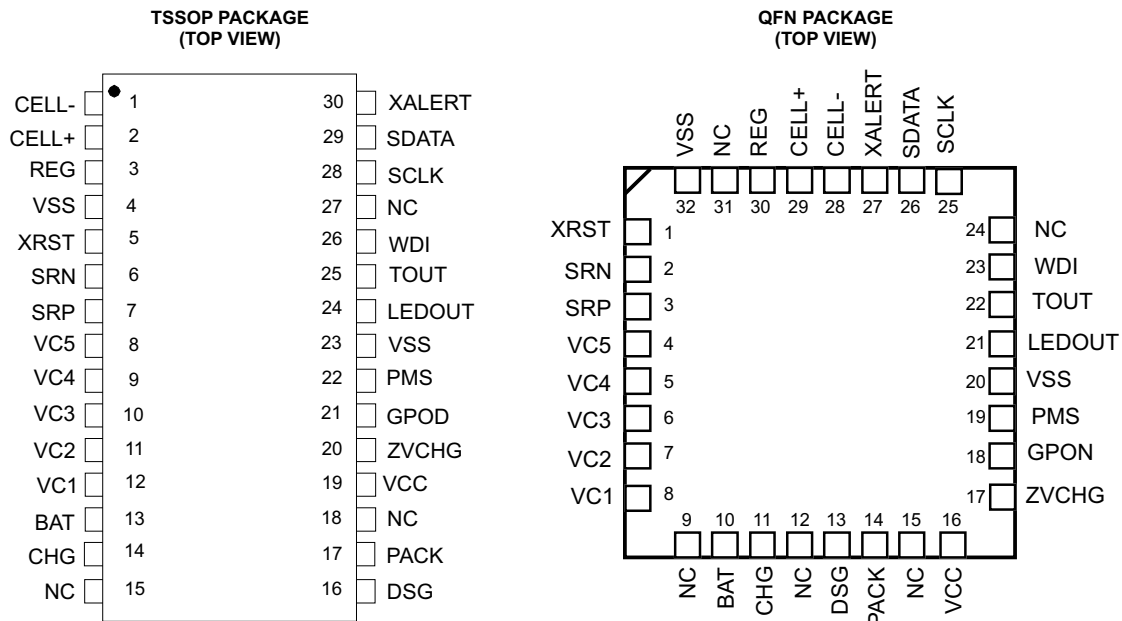 TSSOP PACKAGE
(TOP VIEW)
CELL- 1 30 XALERT
CELL+ 2 29 SDATA
REG 3 28 SCLK
VSS 4 27 NC
XRST 5 26 WDI
SRN 6 25 TOUT
SRP 7 24 LEDOUT
VC5 8 23 VSS
VC4 9 22 PMS
VC3 10 21 GPOD
VC2 11 20 ZVCHG
VC1 12 19 VCC
BAT 13 18 NC
CHG 14 17 PACK
NC 15 16 DSG
QFN PACKAGE
(TOP VIEW)
VSS NC REG CELL+ CELL- XALERT SDATA SCLK
32 31 30 29 28 27 26 25
XRST 1 24 NC
SRN 2 23 WDI
SRP 3 22 TOUT
VC5 4 21 LEDOUT
VC4 5 20 VSS
VC3 6 19 PMS
VC2 7 18 GPON
VC1 8 17 ZVCHG
9 10 11 12 13 14 15 16
NC BAT CHG NC DSG PACK NC VCC